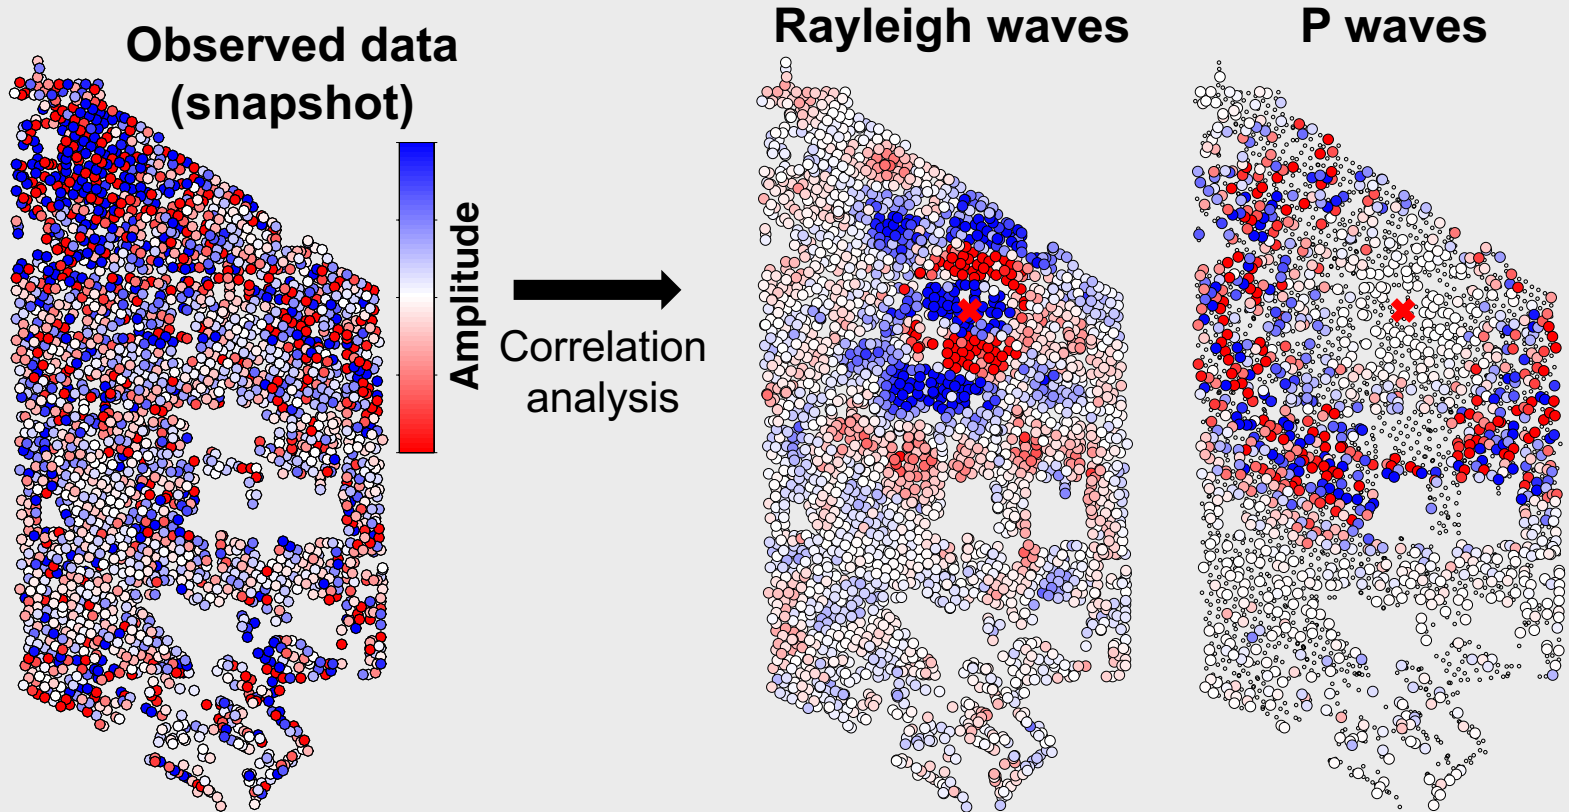 Observed data
(snapshot)
Amplitude
Correlation
analysis
Rayleigh waves
P waves